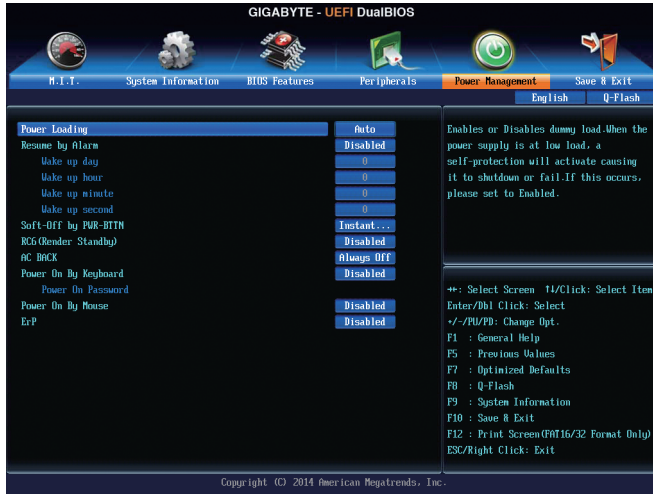 GIGABYTE - UEFI DualBIOS
M.I.T. System Information BIOS Features Peripherals Power Management Save & Exit
English Q-Flash
Power Loading Auto
Resume by Alarm Disabled
Wake up day 0
Wake up hour 0
Wake up minute 0
Wake up second 0
Soft-Off by PWR-BTTN Instant...
RC6(Render Standby) Disabled
AC BACK Always Off
Power On By Keyboard Disabled
Power On Password
Power On By Mouse Disabled
ErP Disabled
Enables or Disables dummy load.When the
power supply is at low load, a
self-protection will activate causing
it to shutdown or fail.If this occurs,
please set to Enabled.
→←: Select Screen ↑↓/Click: Select Item
Enter/Dbl Click: Select
+/-/PU/PD: Change Opt.
F1 : General Help
F5 : Previous Values
F7 : Optimized Defaults
F8 : Q-Flash
F9 : System Information
F10 : Save & Exit
F12 : Print Screen(FAT16/32 Format Only)
ESC/Right Click: Exit
Copyright (C) 2014 American Megatrends, Inc.